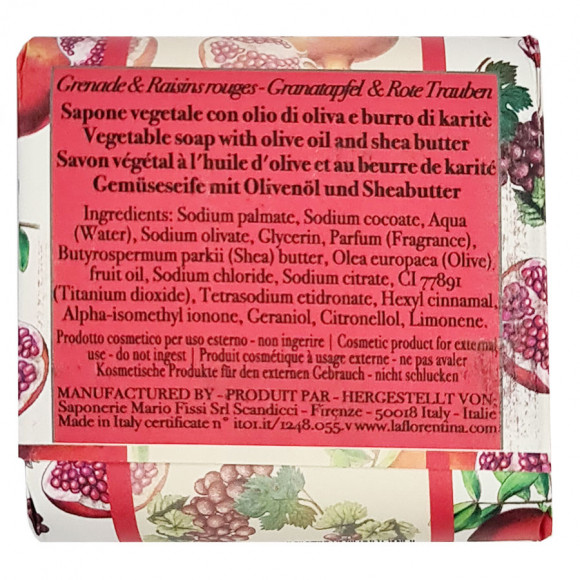 Grenade & Raisins rouges - Granatapfel & Rote Trauben
Sapone vegetale con olio di oliva e burro di karitè
Vegetable soap with olive oil and shea butter
Savon végétal à l'huile d'olive et au beurre de karité
Gemüseseife mit Olivenöl und Sheabutter
Ingredients: Sodium palmate, Sodium cocoate, Aqua
(Water), Sodium olivate, Glycerin, Parfum (Fragrance),
Butyrospermum parkii (Shea) butter, Olea europaea (Olive)
fruit oil, Sodium chloride, Sodium citrate, CI 77891
(Titanium dioxide), Tetrasodium etidronate, Hexyl cinnamal,
Alpha-isomethyl ionone, Geraniol, Citronellol, Limonene.
Prodotto cosmetico per uso esterno - non ingerire | Cosmetic product for external
use - do not ingest | Produit cosmétique à usage externe - ne pas avaler
Kosmetische Produkte für den externen Gebrauch - nicht schlucken
MANUFACTURED BY - PRODUIT PAR - HERGESTELLT VON:
Saponerie Mario Fissi Srl Scandicci - Firenze - 50018 Italy - Italie
Made in Italy certificate n° it01.it/1248.055.v www.laflorentina.com